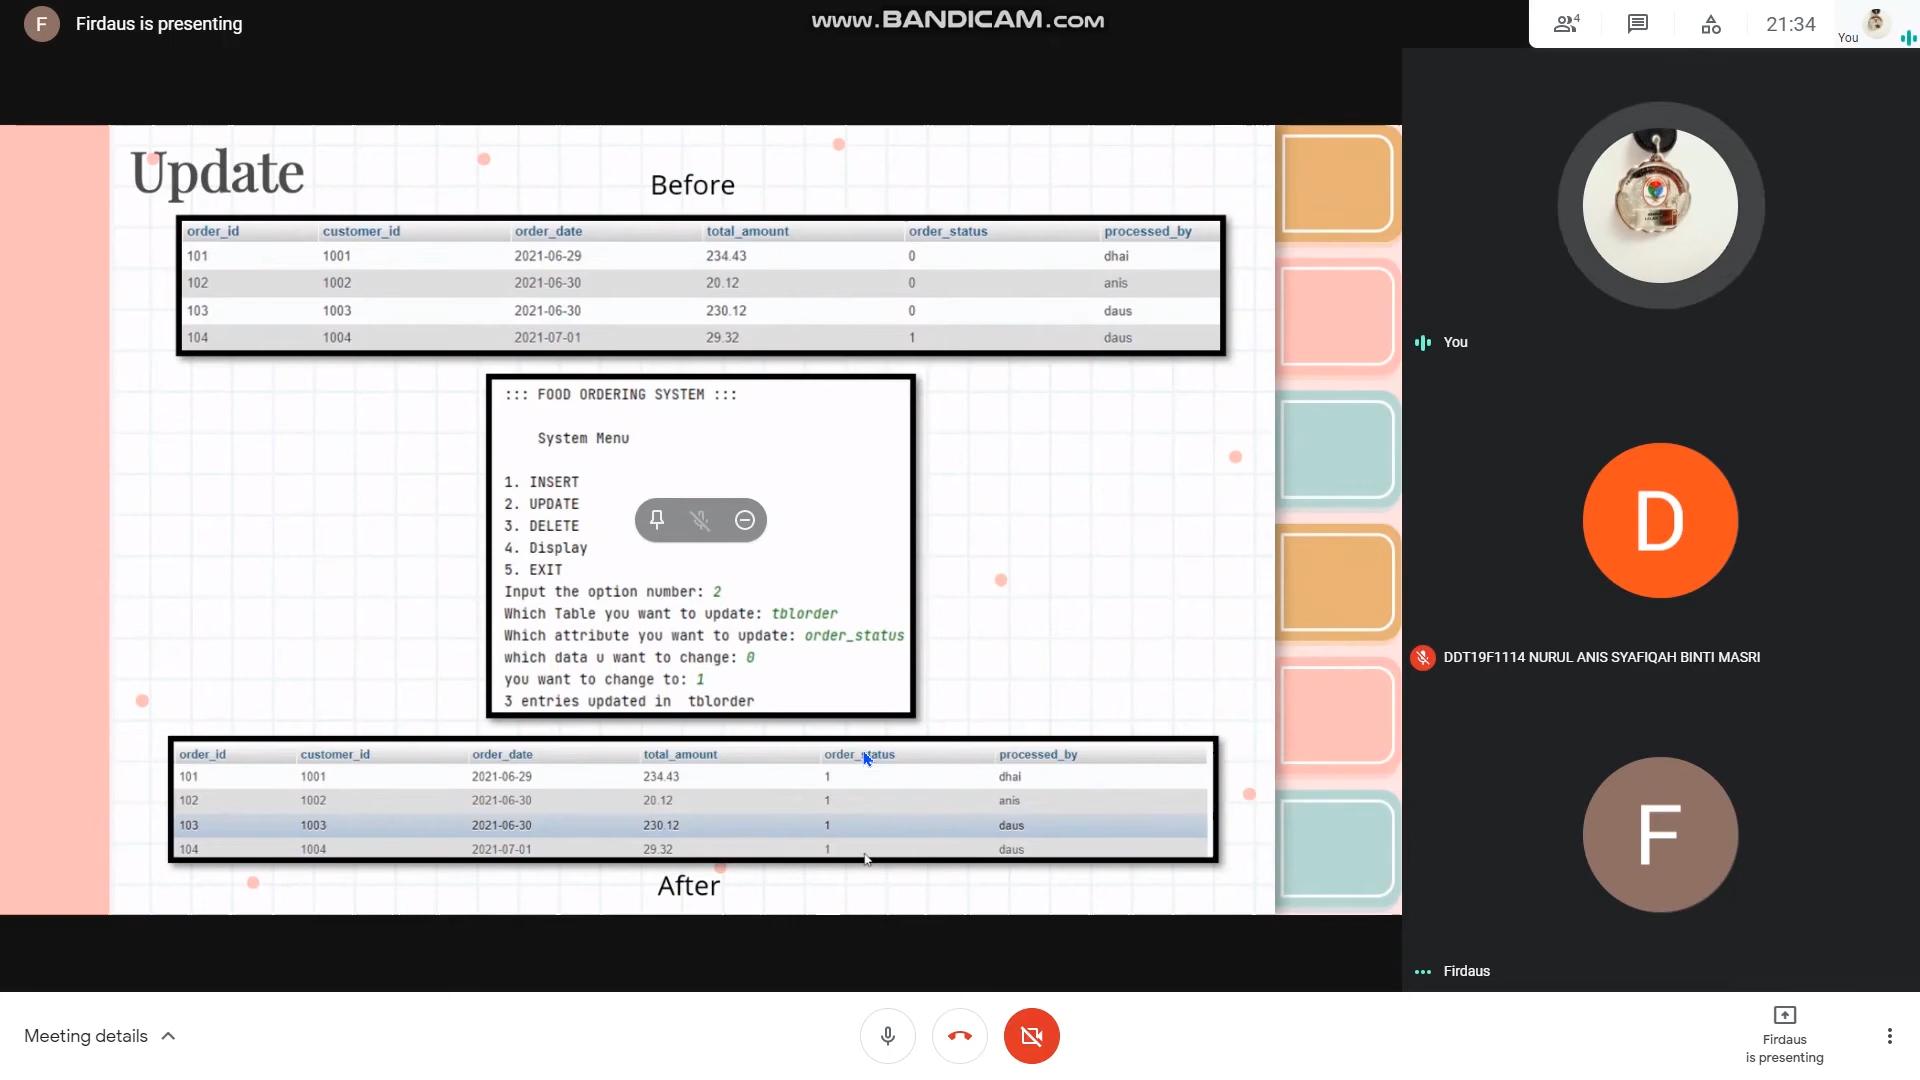 F Firdaus is presenting
www.BANDICAM.COM
4
21:34
You
Update
Before
order_id customer_id order_date total_amount order_status processed_by
101 1001 2021-06-29 234.43 0 dhai
102 1002 2021-06-30 20.12 0 anis
103 1003 2021-06-30 230.12 0 daus
104 1004 2021-07-01 29.32 1 daus
::: FOOD ORDERING SYSTEM :::
System Menu
1. INSERT
2. UPDATE
3. DELETE
4. Display
5. EXIT
Input the option number: 2
Which Table you want to update: tblorder
Which attribute you want to update: order_status
which data u want to change: 0
you want to change to: 1
3 entries updated in tblorder
order_id customer_id order_date total_amount order_status processed_by
101 1001 2021-06-29 234.43 1 dhai
102 1002 2021-06-30 20.12 1 anis
103 1003 2021-06-30 230.12 1 daus
104 1004 2021-07-01 29.32 1 daus
After
You
D
DDT19F1114 NURUL ANIS SYAFIQAH BINTI MASRI
F
Firdaus
Meeting details
Firdaus
is presenting